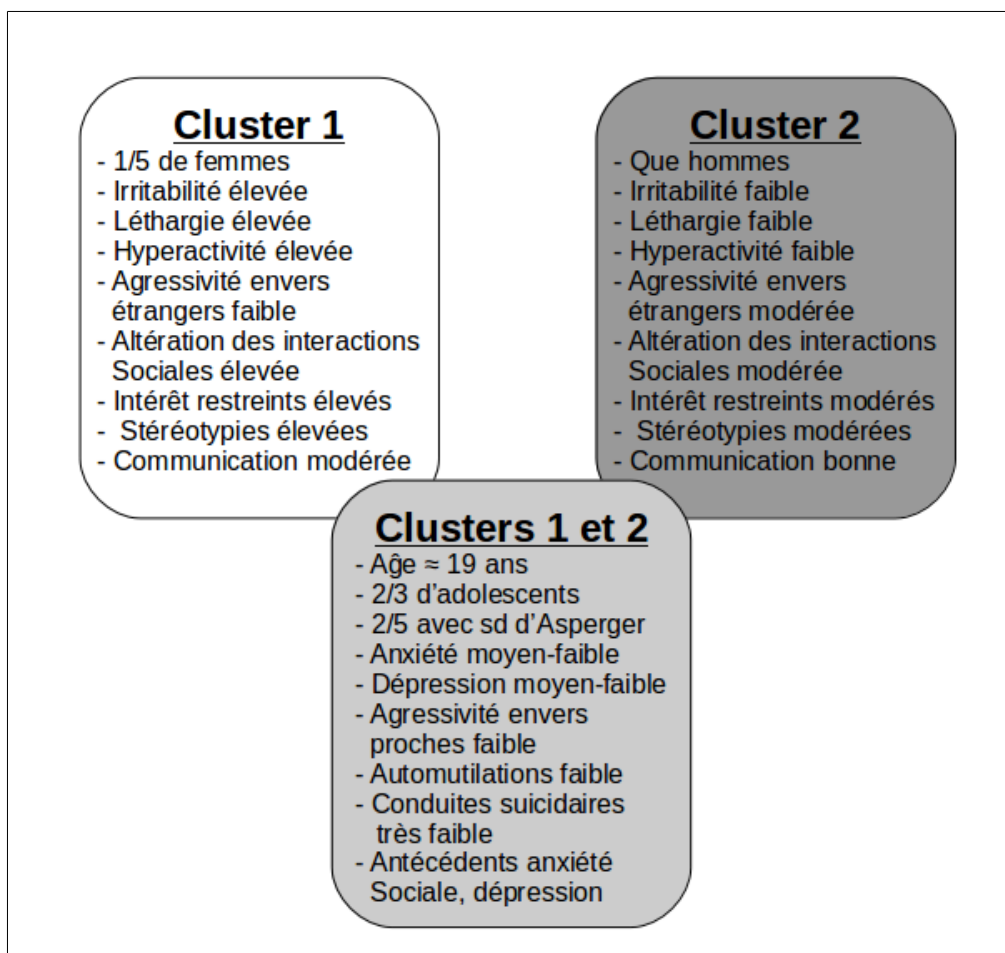 Cluster 1
- 1/5 de femmes
- Irritabilité élevée
- Léthargie élevée
- Hyperactivité élevée
- Agressivité envers
étrangers faible
- Altération des interactions
Sociales élevée
- Intérêt restreints élevés
- Stéréotypies élevées
- Communication modérée
Cluster 2
- Que hommes
- Irritabilité faible
- Léthargie faible
- Hyperactivité faible
- Agressivité envers
étrangers modérée
- Altération des interactions
Sociales modérée
- Intérêt restreints modérés
- Stéréotypies modérées
- Communication bonne
Clusters 1 et 2
- Aĝe ≈ 19 ans
- 2/3 d'adolescents
- 2/5 avec sd d'Asperger
- Anxiété moyen-faible
- Dépression moyen-faible
- Agressivité envers
proches faible
- Automutilations faible
- Conduites suicidaires
très faible
- Antécédents anxiété
Sociale, dépression